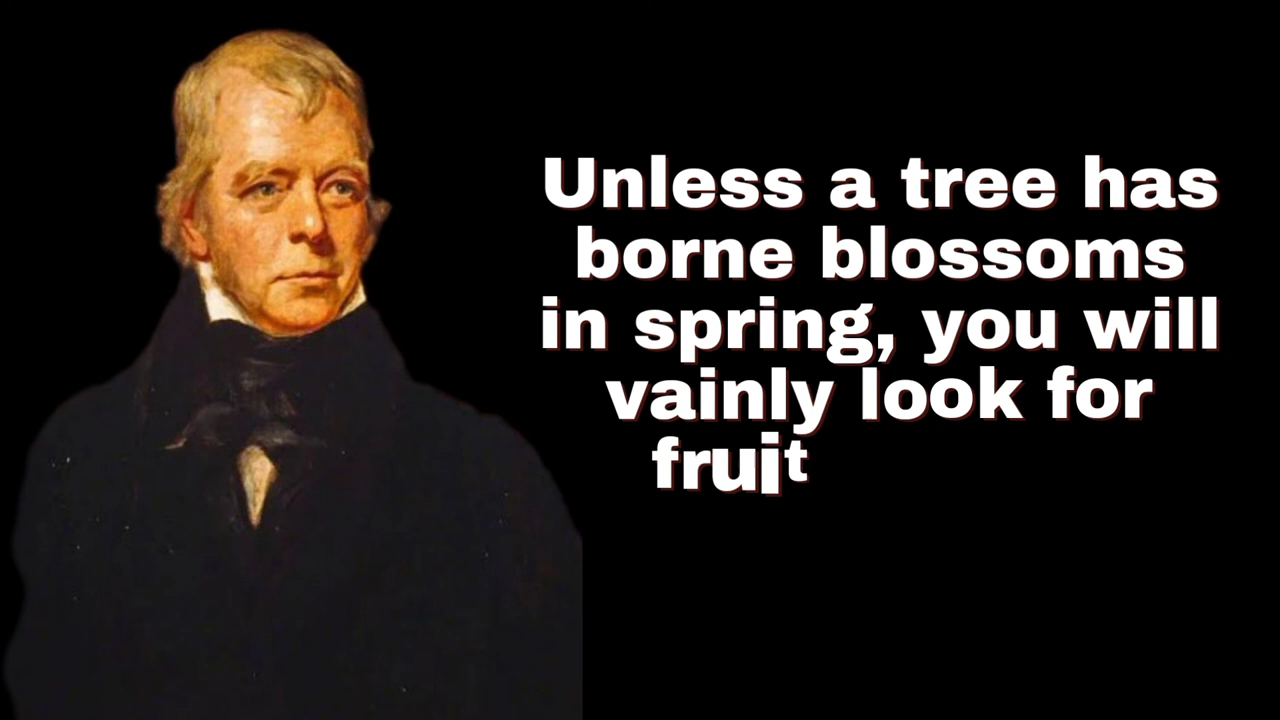 Unless a tree has
borne blossoms
in spring, you will
vainly look for
fruit